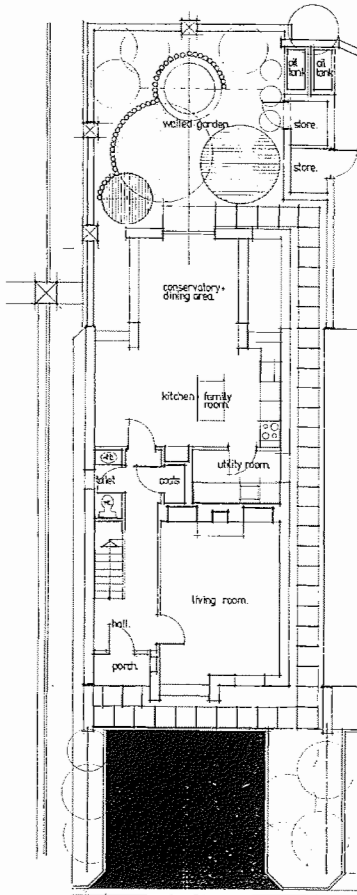 oil
tank
oil
tank
walled garden.
store.
store.
conservatory+
dining area.
kitchen family
room.
utility room.
toilet
coats
living room.
hall.
porch.